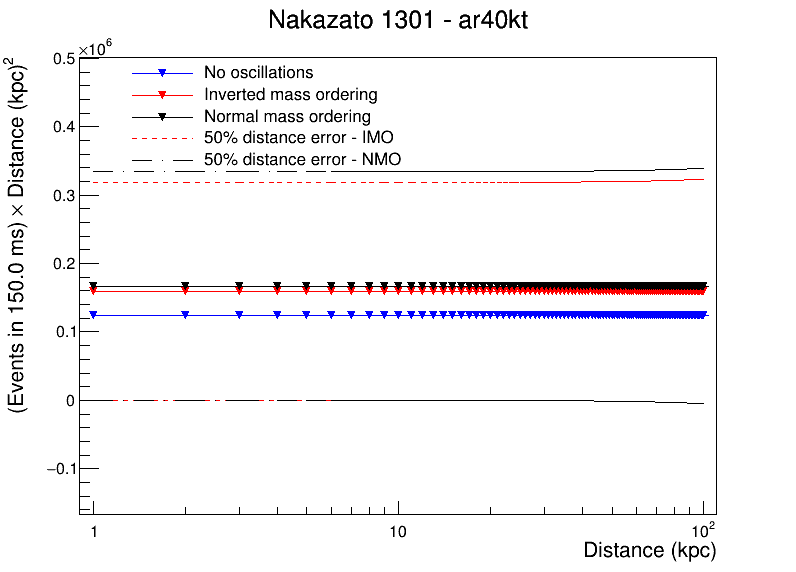 Nakazato 1301 - ar40kt
×10⁶
(Events in 150.0 ms) × Distance (kpc)²
0.5
0.4
0.3
0.2
0.1
0
−0.1
No oscillations
Inverted mass ordering
Normal mass ordering
50% distance error - IMO
50% distance error - NMO
1
10
10²
Distance (kpc)